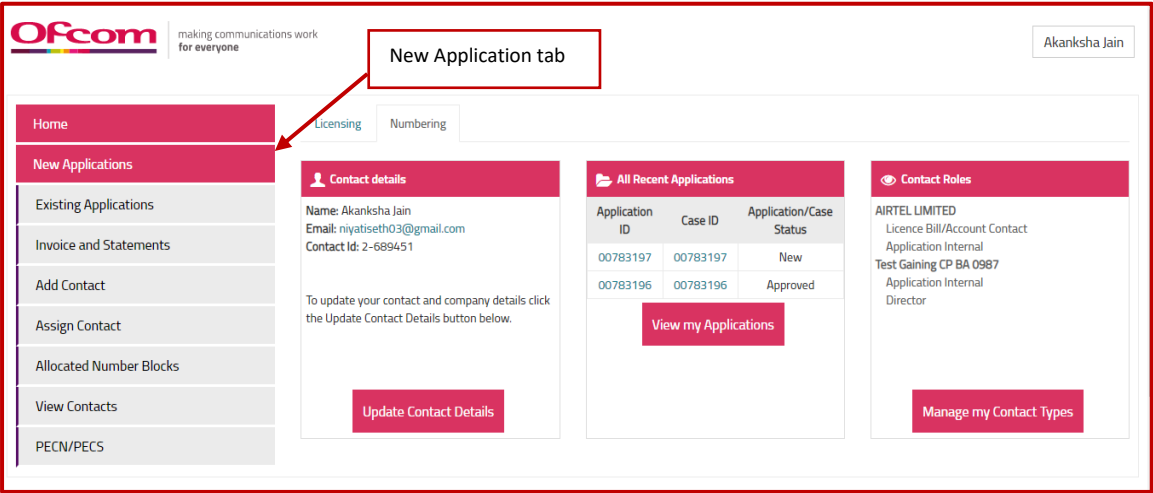 Ofcom
making communications work
for everyone
New Application tab
Akanksha Jain
Home
New Applications
Existing Applications
Invoice and Statements
Add Contact
Assign Contact
Allocated Number Blocks
View Contacts
PECN/PECS
Licensing Numbering
Contact details
Name: Akanksha Jain
Email: niyatiseth03@gmail.com
Contact Id: 2-689451
To update your contact and company details click
the Update Contact Details button below.
Update Contact Details
All Recent Applications
Application ID Case ID Application/Case Status
00783197 00783197 New
00783196 00783196 Approved
View my Applications
Contact Roles
AIRTEL LIMITED
Licence Bill/Account Contact
Application Internal
Test Gaining CP BA 0987
Application Internal
Director
Manage my Contact Types